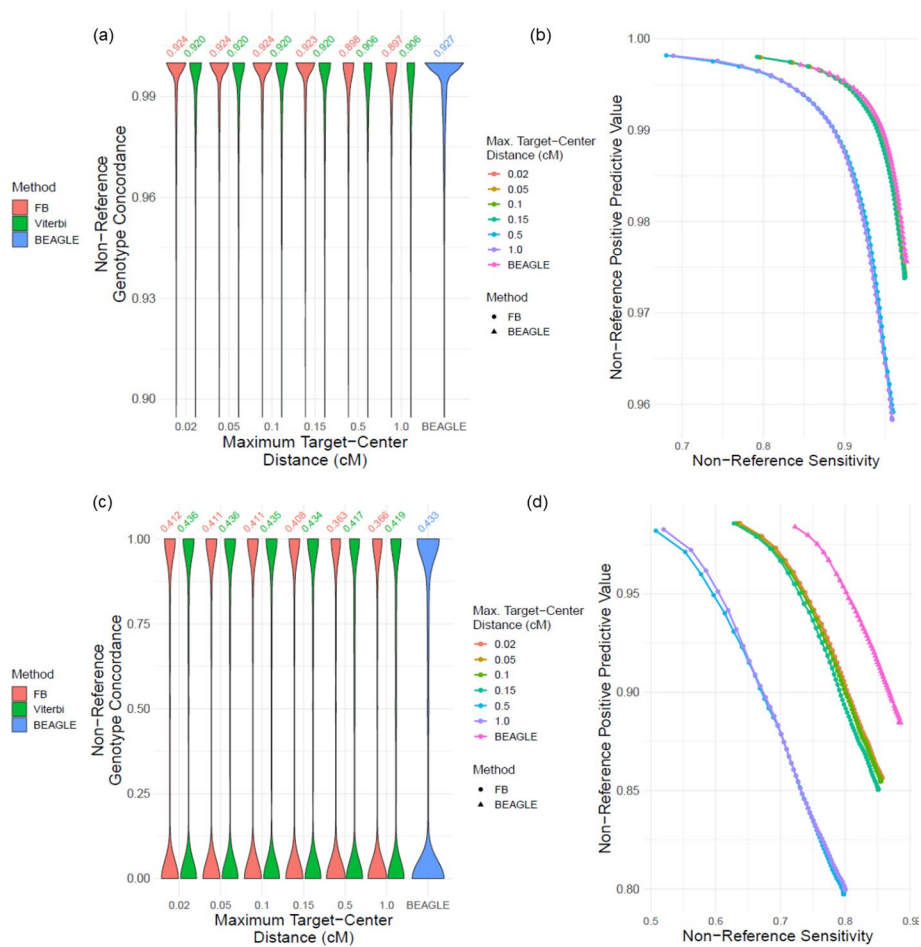 (a)
0.924 0.920 0.924 0.920 0.924 0.920 0.923 0.920 0.898 0.906 0.897 0.906 0.927
0.99
0.96
0.93
0.90
Non-Reference
Genotype Concordance
Method
FB
Viterbi
BEAGLE
0.02 0.05 0.1 0.15 0.5 1.0 BEAGLE
Maximum Target-Center
Distance (cM)
(b)
Max. Target-Center
Distance (cM)
0.02
0.05
0.1
0.15
0.5
1.0
BEAGLE
Method
FB
BEAGLE
Non-Reference Positive Predictive Value
1.00
0.99
0.98
0.97
0.96
0.7 0.8 0.9
Non-Reference Sensitivity
(c)
0.412 0.436 0.411 0.436 0.411 0.435 0.408 0.434 0.363 0.417 0.366 0.419 0.433
1.00
0.75
0.50
0.25
0.00
Non-Reference
Genotype Concordance
Method
FB
Viterbi
BEAGLE
0.02 0.05 0.1 0.15 0.5 1.0 BEAGLE
Maximum Target-Center
Distance (cM)
(d)
Max. Target-Center
Distance (cM)
0.02
0.05
0.1
0.15
0.5
1.0
BEAGLE
Method
FB
BEAGLE
Non-Reference Positive Predictive Value
0.95
0.90
0.85
0.80
0.5 0.6 0.7 0.8
Non-Reference Sensitivity